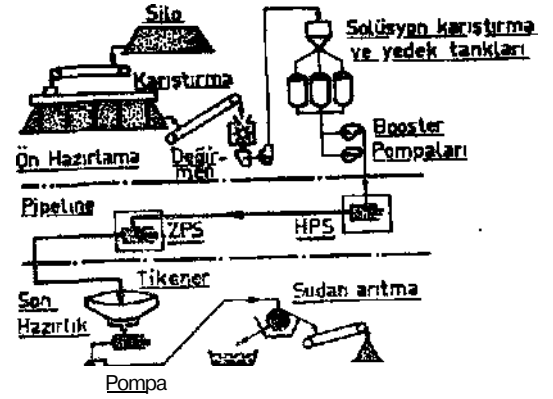 Silo
Solüsyon karıştırma
ve yedek tankları
Karıştırma
Ön Hazırlama
Değir-
men
Booster
Pompaları
Pipeline
ZPS
HPS
Tikener
Son
Hazırlık
Sudan arıtma
Pompa